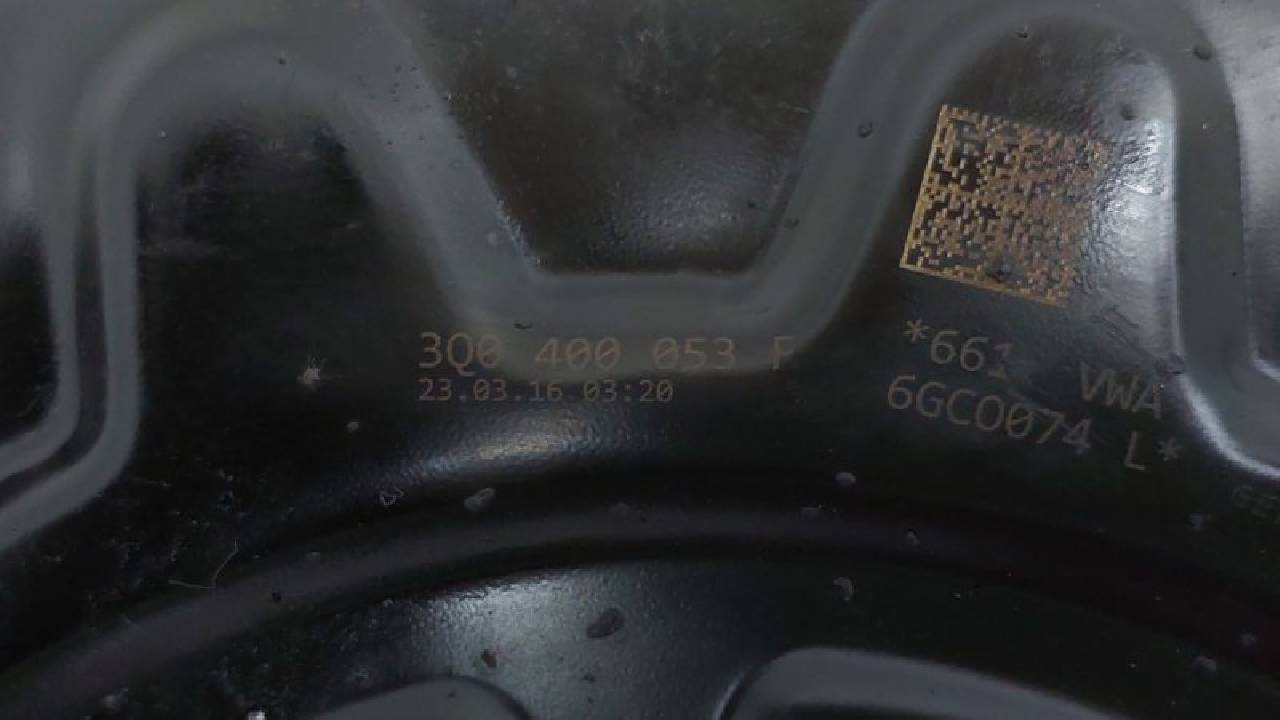 3Q0 400 053 F
23.03.16 03:20
*661 VWA
6GC0074 L*